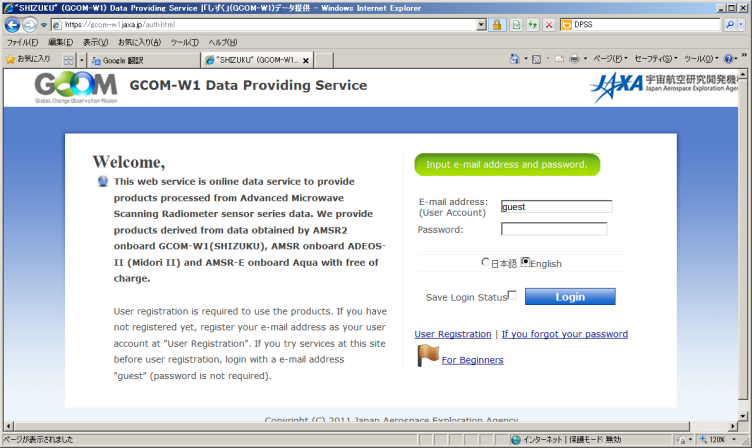 "SHIZUKU" (GCOM-W1) Data Providing Service [「しずく」(GCOM-W1)データ提供 - Windows Internet Explorer
https://gcom-w1.jaxa.jp/auth.html
DPSS
ファイル(F) 編集(E) 表示(V) お気に入り(A) ツール(T) ヘルプ(H)
お気に入り
Google 翻訳
"SHIZUKU" (GCOM-W1...
ページ(P) セーフティ(S) ツール(O)
GCOM
Global Change Observation Mission
GCOM-W1 Data Providing Service
JAXA
宇宙航空研究開発機
Japan Aerospace Exploration Agen
Welcome,
This web service is online data service to provide
products processed from Advanced Microwave
Scanning Radiometer sensor series data. We provide
products derived from data obtained by AMSR2
onboard GCOM-W1(SHIZUKU), AMSR onboard ADEOS-
II (Midori II) and AMSR-E onboard Aqua with free of
charge.
User registration is required to use the products. If you have
not registered yet, register your e-mail address as your user
account at "User Registration". If you try services at this site
before user registration, login with a e-mail address
"guest" (password is not required).
Input e-mail address and password.
E-mail address:
(User Account)
guest
Password:
日本語 English
Save Login Status
Login
User Registration | If you forgot your password
For Beginners
Copyright (C) 2011 Japan Aerospace Exploration Agency
ページが表示されました
インターネット | 保護モード: 無効
120%